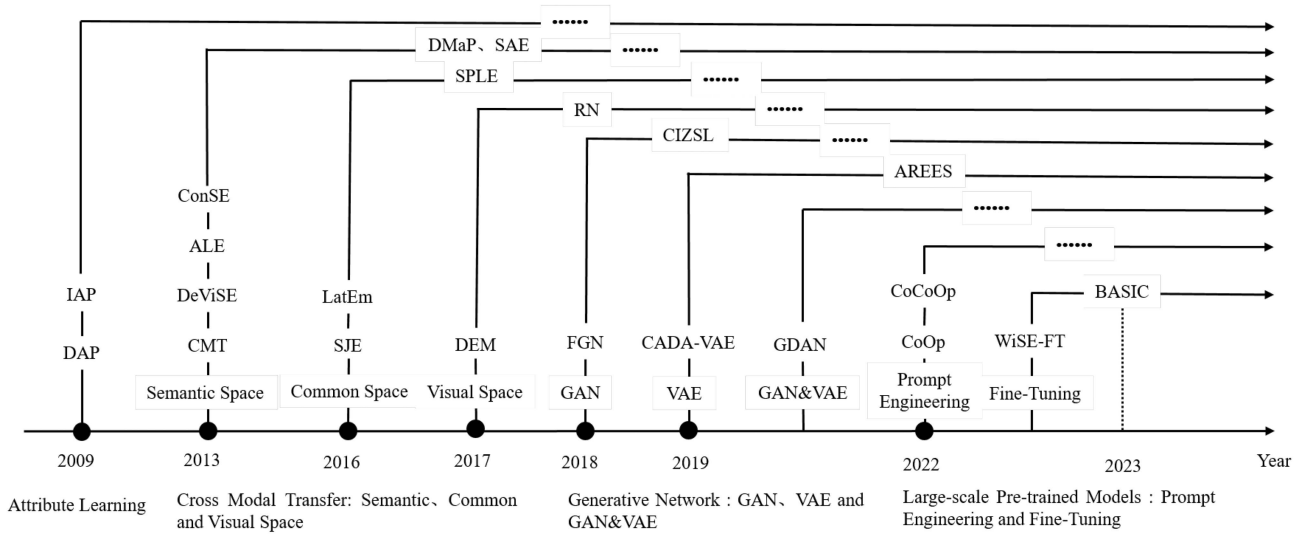 ••••••
DMaP、SAE
••••••
SPLE
••••••
RN
••••••
CIZSL
••••••
AREES
ConSE
••••••
ALE
••••••
IAP
DeViSE
LatEm
CoCoOp
BASIC
DAP
CMT
SJE
DEM
FGN
CADA-VAE
GDAN
CoOp
WiSE-FT
Semantic Space
Common Space
Visual Space
GAN
VAE
GAN&VAE
Prompt
Engineering
Fine-Tuning
2009
2013
2016
2017
2018
2019
2022
2023
Year
Attribute Learning
Cross Modal Transfer: Semantic、Common
and Visual Space
Generative Network : GAN、VAE and
GAN&VAE
Large-scale Pre-trained Models : Prompt
Engineering and Fine-Tuning